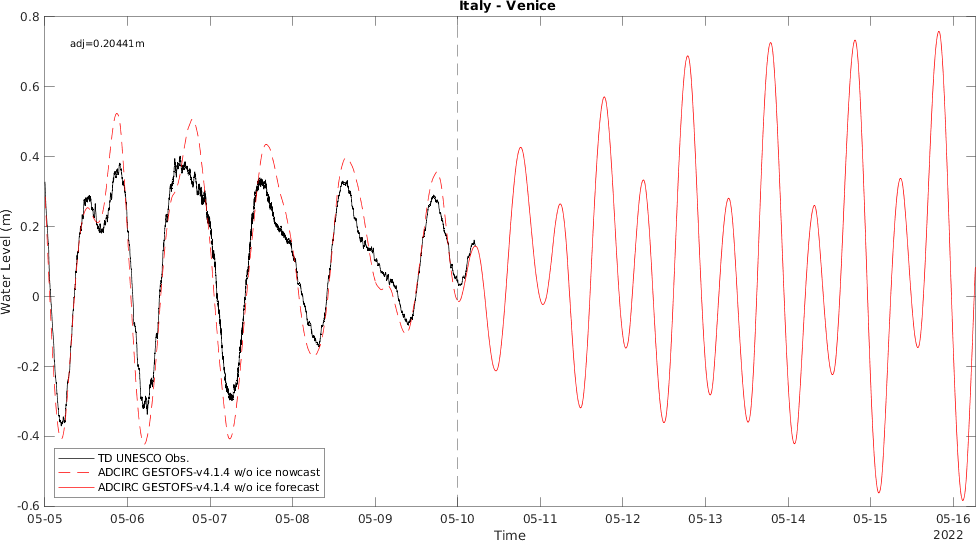 Italy - Venice
adj=0.20441m
0.8
0.6
0.4
0.2
0
-0.2
-0.4
-0.6
Water Level (m)
TD UNESCO Obs.
ADCIRC GESTOFS-v4.1.4 w/o ice nowcast
ADCIRC GESTOFS-v4.1.4 w/o ice forecast
05-05 05-06 05-07 05-08 05-09 05-10 05-11 05-12 05-13 05-14 05-15 05-16
Time
2022